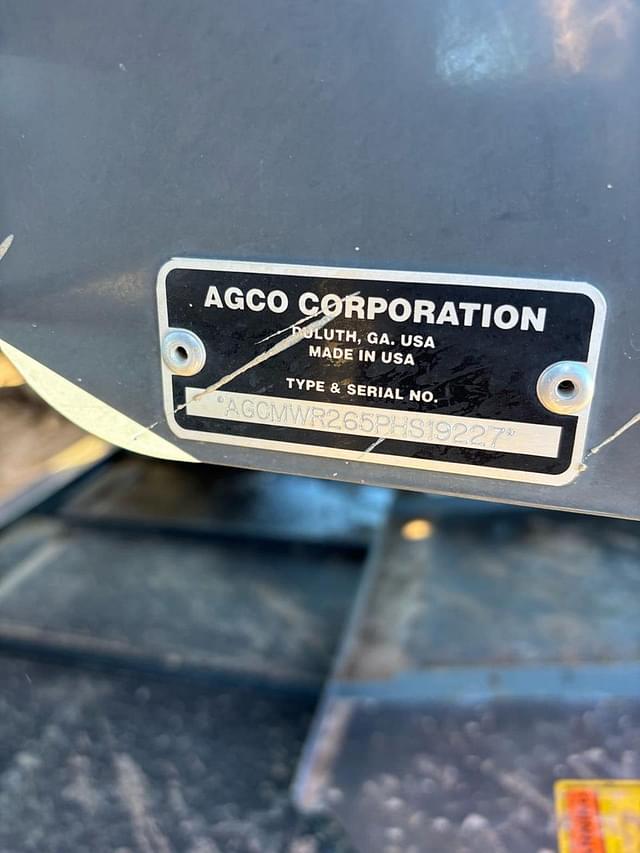 AGCO CORPORATION
DULUTH, GA. USA
MADE IN USA
TYPE & SERIAL NO.
*AGCMWR265PHS19227*